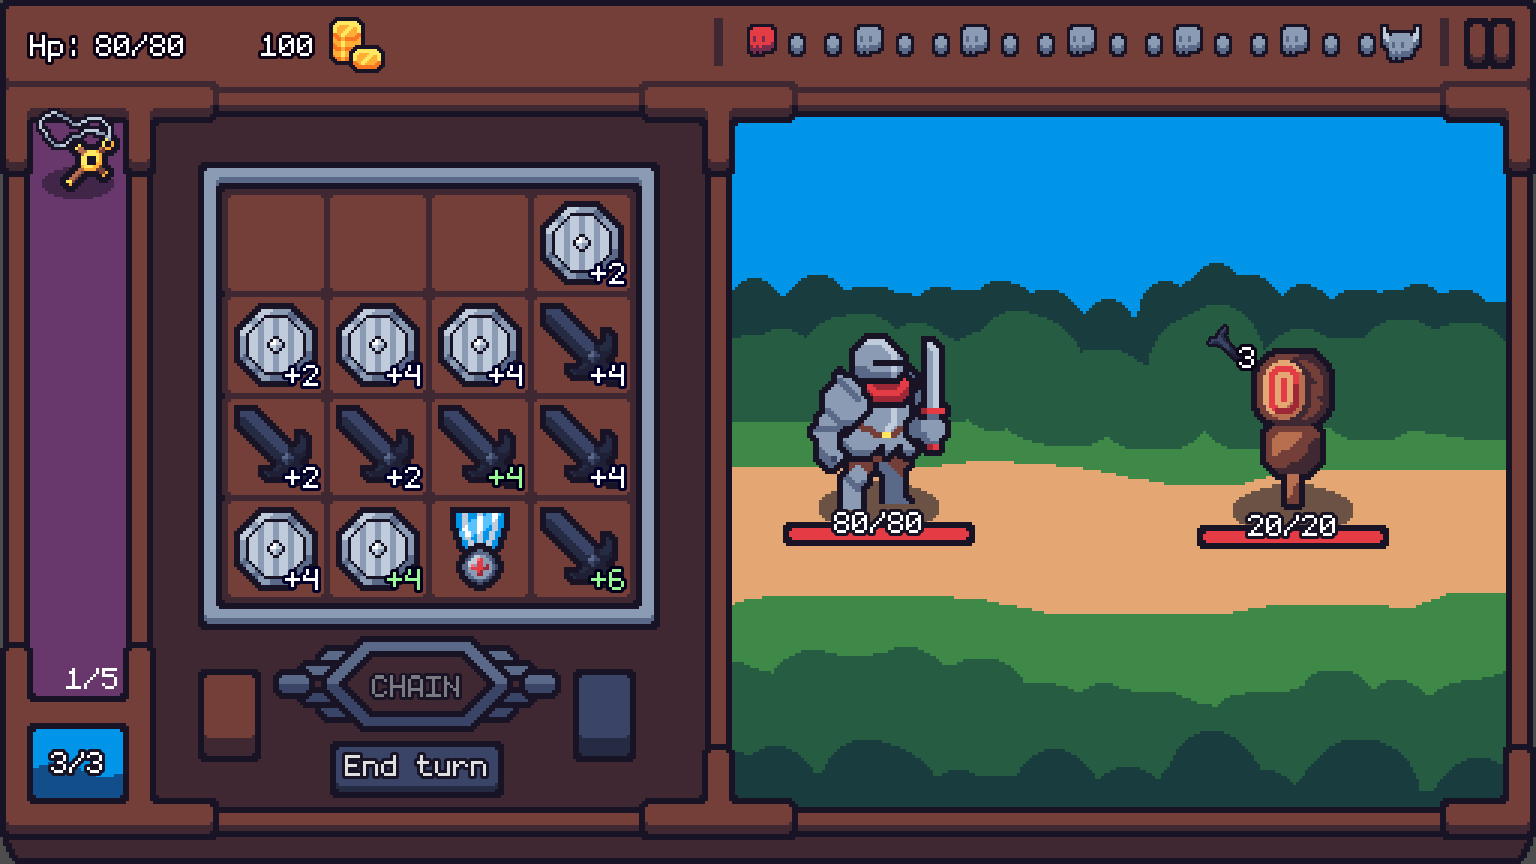 Hp: 80/80 100
+2
+2 +4 +4 +4
+2 +2 +4 +4
+4 +4 +6
1/5
3/3
CHAIN
End turn
3
80/80
20/20